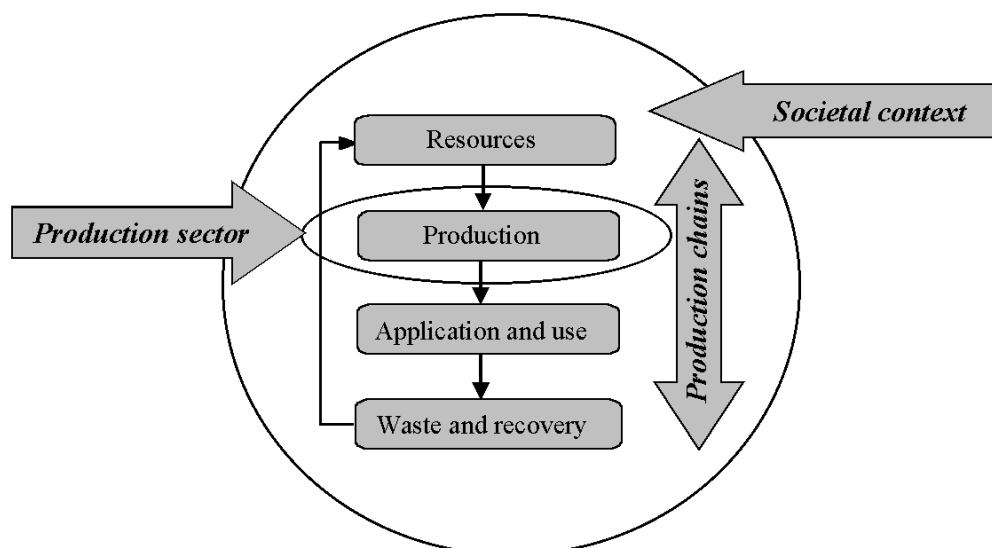 Societal context
Resources
Production sector
Production
Production chains
Application and use
Waste and recovery